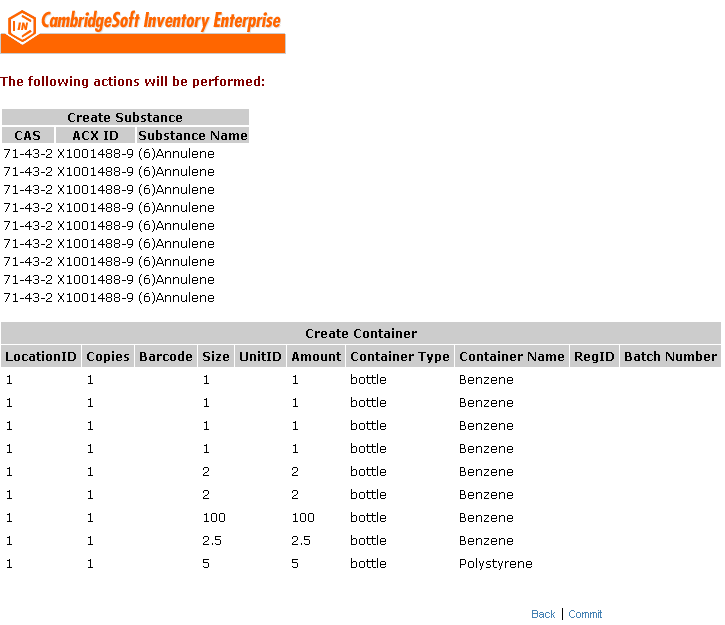 CambridgeSoft Inventory Enterprise
The following actions will be performed:
Create Substance
CAS ACX ID Substance Name
71-43-2 X1001488-9 (6)Annulene
71-43-2 X1001488-9 (6)Annulene
71-43-2 X1001488-9 (6)Annulene
71-43-2 X1001488-9 (6)Annulene
71-43-2 X1001488-9 (6)Annulene
71-43-2 X1001488-9 (6)Annulene
71-43-2 X1001488-9 (6)Annulene
71-43-2 X1001488-9 (6)Annulene
71-43-2 X1001488-9 (6)Annulene
Create Container
LocationID Copies Barcode Size UnitID Amount Container Type Container Name RegID Batch Number
1 1 1 1 bottle Benzene
1 1 1 1 bottle Benzene
1 1 1 1 bottle Benzene
1 1 1 1 bottle Benzene
1 1 2 2 bottle Benzene
1 1 2 2 bottle Benzene
1 1 100 100 bottle Benzene
1 1 2.5 2.5 bottle Benzene
1 1 5 5 bottle Polystyrene
Back | Commit